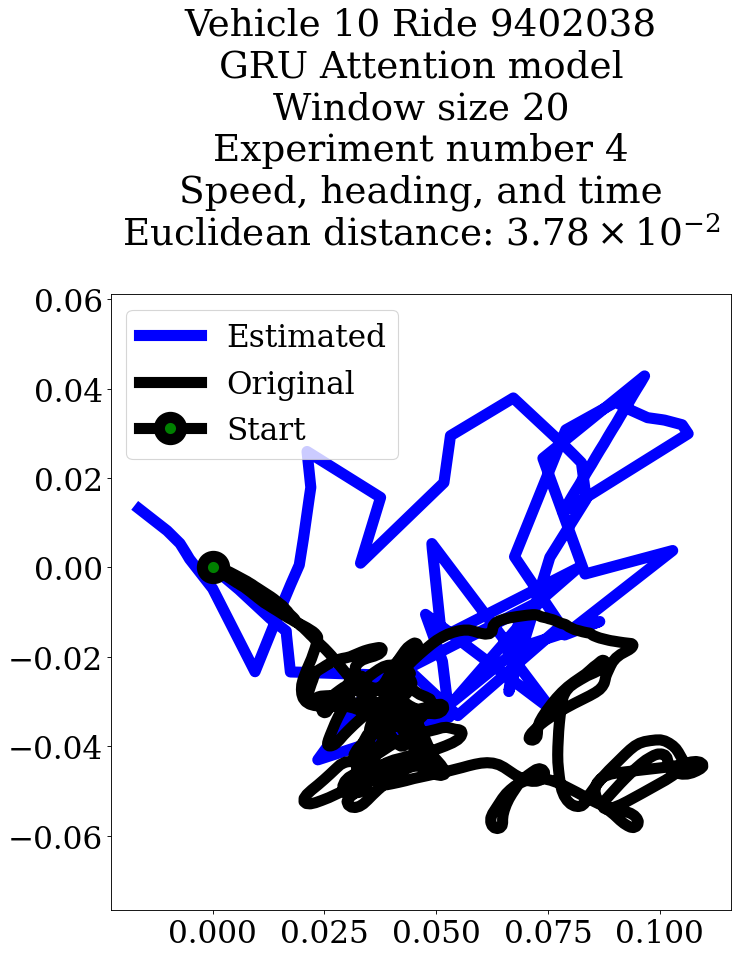 Vehicle 10 Ride 9402038
GRU Attention model
Window size 20
Experiment number 4
Speed, heading, and time
Euclidean distance: 3.78 × 10⁻²
0.06
0.04
0.02
0.00
−0.02
−0.04
−0.06
Estimated
Original
Start
0.000 0.025 0.050 0.075 0.100